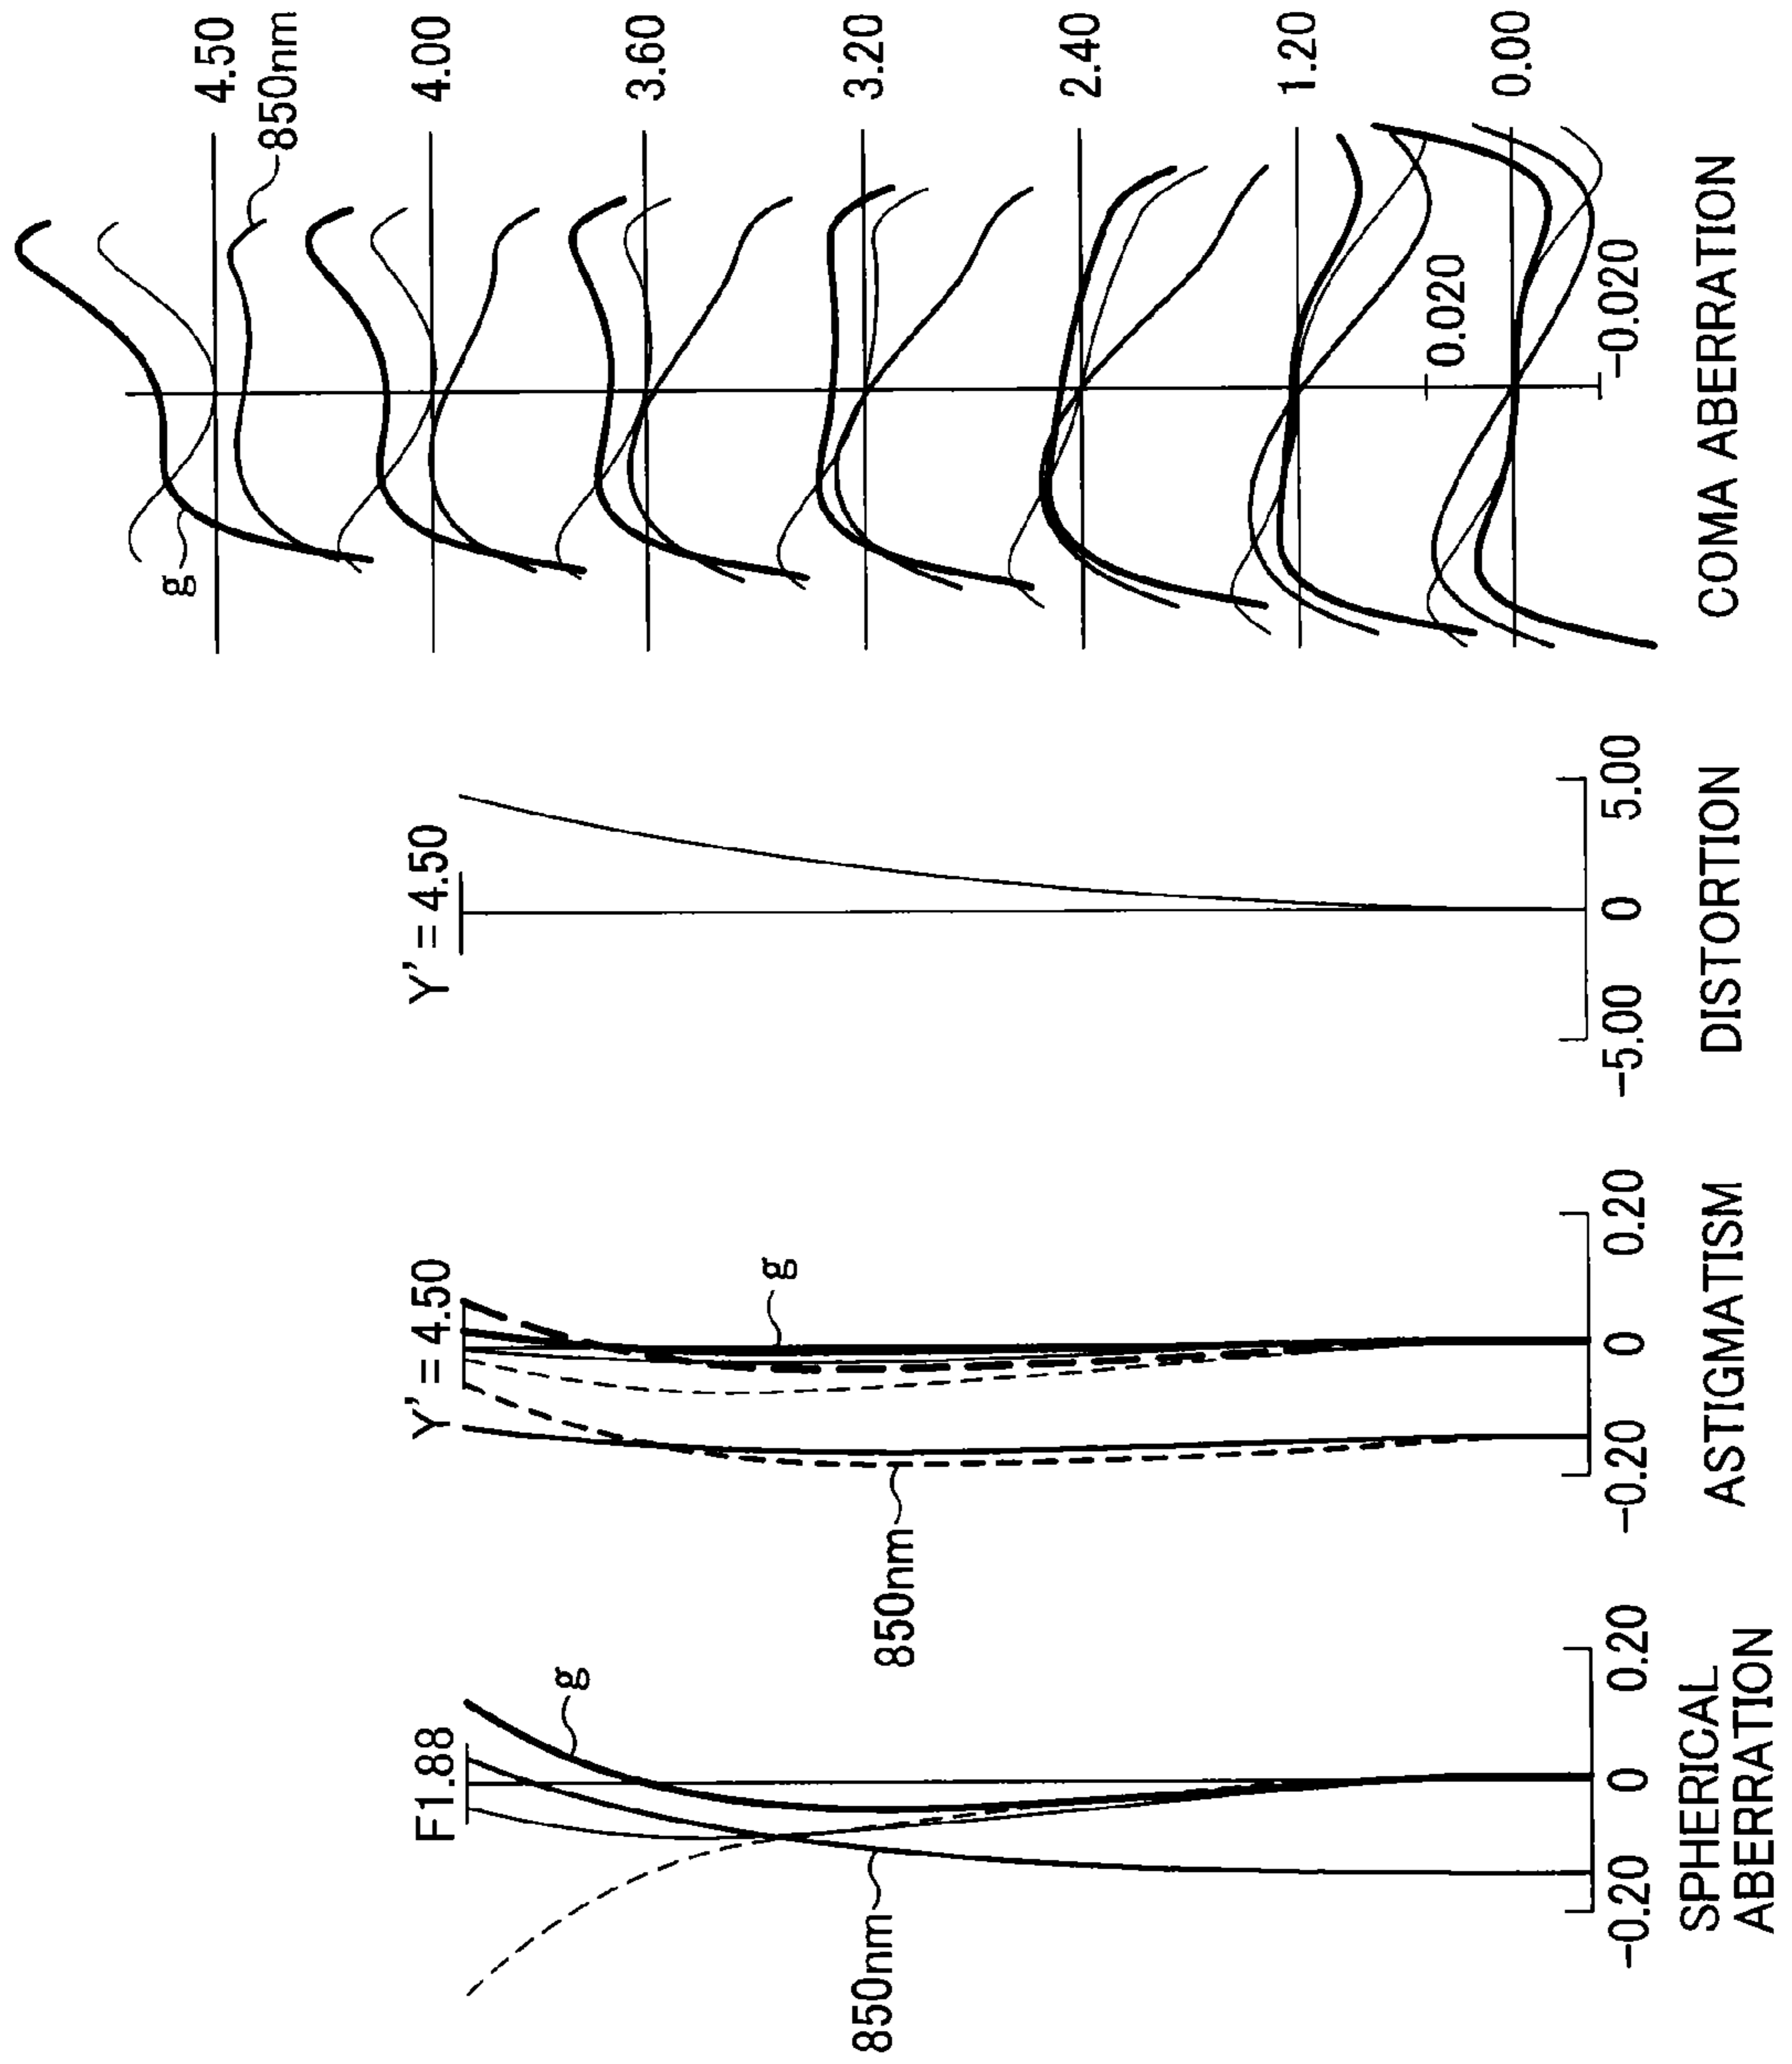 F1.88
g
850nm
-0.20
0
0.20
SPHERICAL
ABERRATION
Y' = 4.50
g
850nm
-0.20
0
0.20
ASTIGMATISM
Y' = 4.50
-5.00
0
5.00
DISTORTION
4.50
850nm
g
4.00
3.60
3.20
2.40
1.20
0.020
0.00
-0.020
COMA ABERRATION